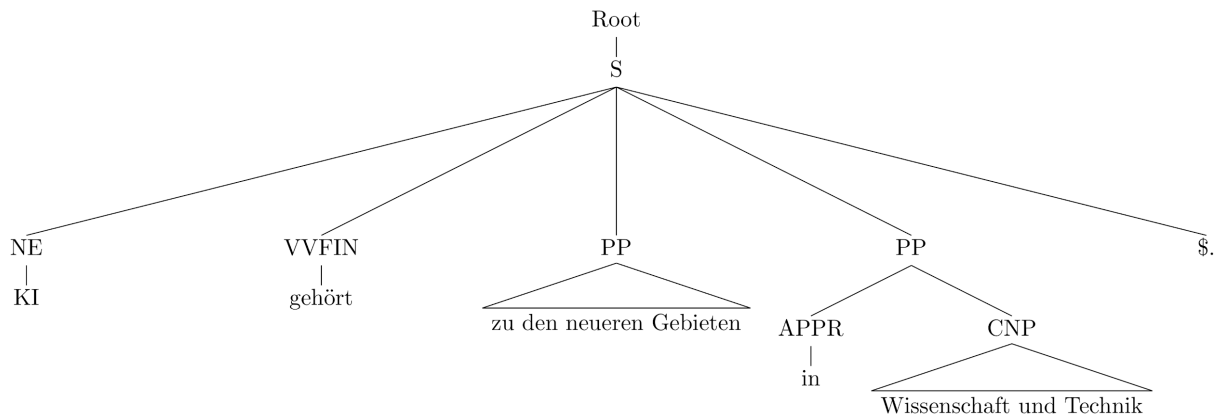 Root
S
NE VVFIN PP PP $.
KI gehört
zu den neueren Gebieten APPR CNP
in
Wissenschaft und Technik